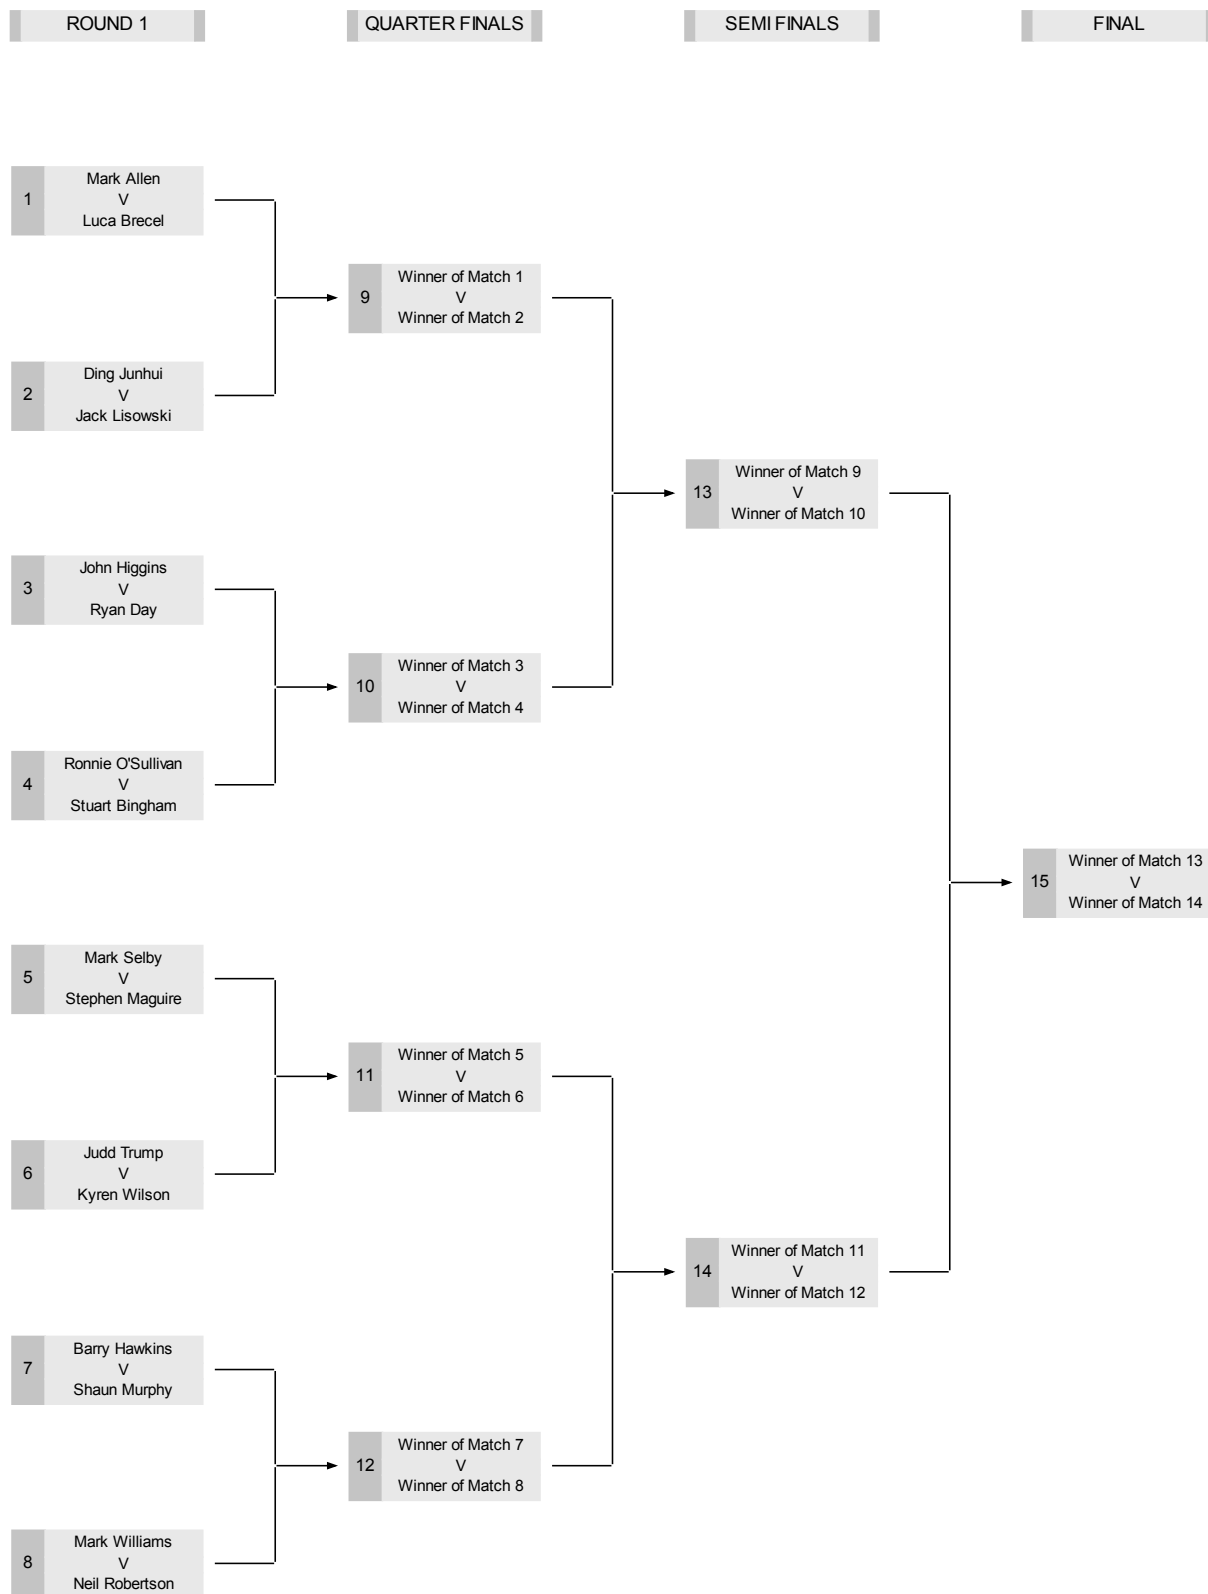 ROUND 1
QUARTER FINALS
SEMI FINALS
FINAL
1
Mark Allen
V
Luca Brecel
2
Ding Junhui
V
Jack Lisowski
3
John Higgins
V
Ryan Day
4
Ronnie O'Sullivan
V
Stuart Bingham
5
Mark Selby
V
Stephen Maguire
6
Judd Trump
V
Kyren Wilson
7
Barry Hawkins
V
Shaun Murphy
8
Mark Williams
V
Neil Robertson
9
Winner of Match 1
V
Winner of Match 2
10
Winner of Match 3
V
Winner of Match 4
11
Winner of Match 5
V
Winner of Match 6
12
Winner of Match 7
V
Winner of Match 8
13
Winner of Match 9
V
Winner of Match 10
14
Winner of Match 11
V
Winner of Match 12
15
Winner of Match 13
V
Winner of Match 14